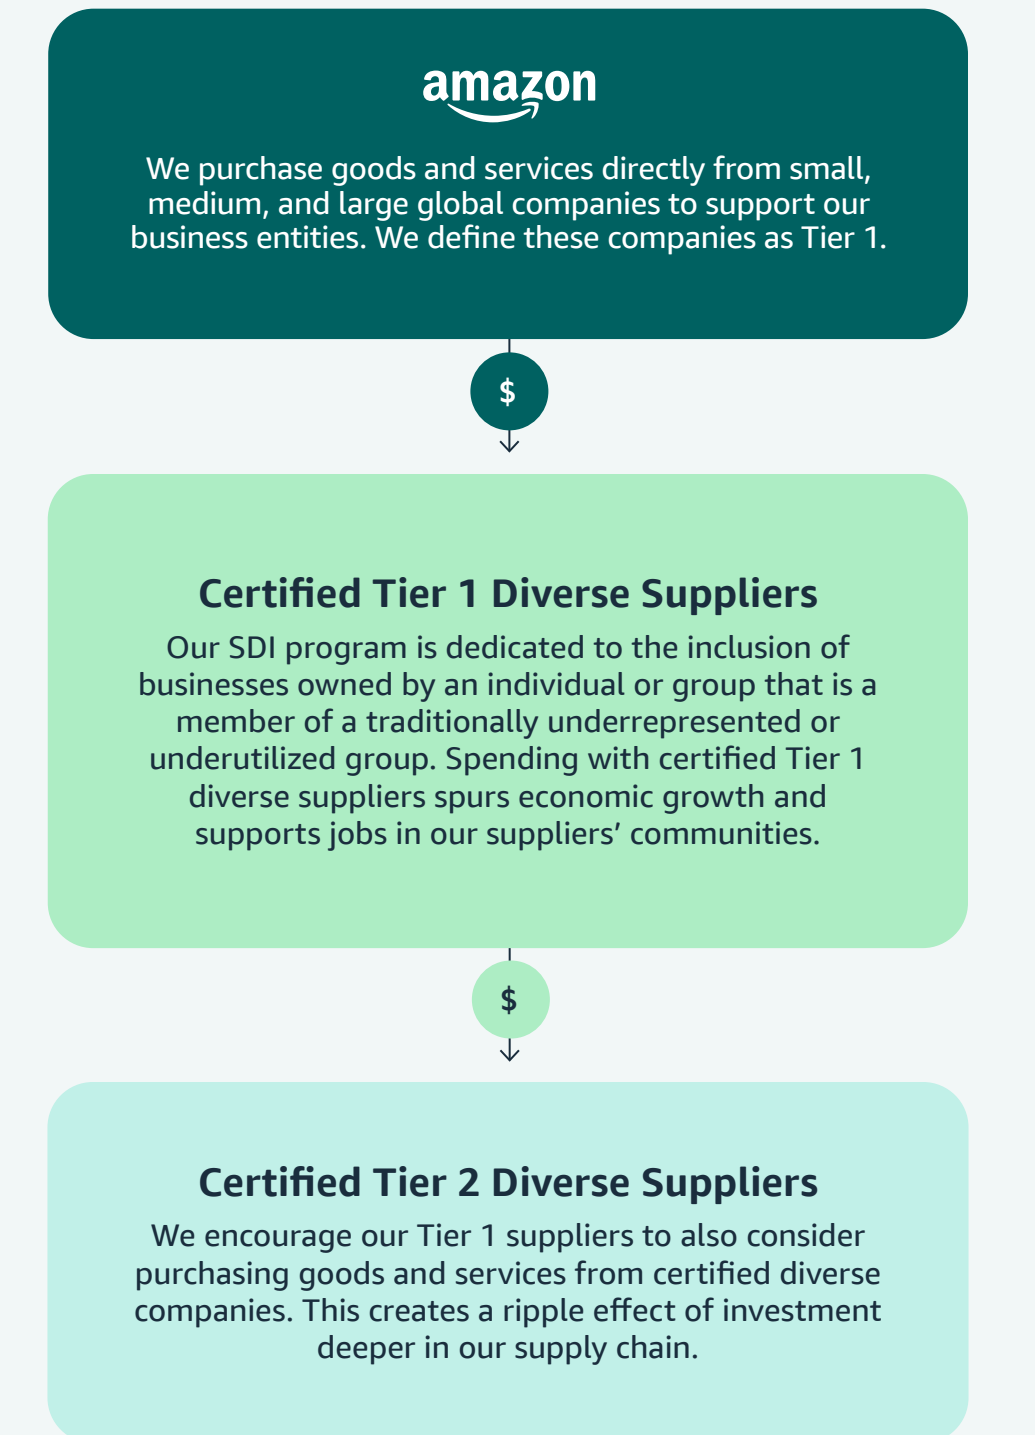 amazon
We purchase goods and services directly from small,
medium, and large global companies to support our
business entities. We define these companies as Tier 1.
$
Certified Tier 1 Diverse Suppliers
Our SDI program is dedicated to the inclusion of
businesses owned by an individual or group that is a
member of a traditionally underrepresented or
underutilized group. Spending with certified Tier 1
diverse suppliers spurs economic growth and
supports jobs in our suppliers’ communities.
$
Certified Tier 2 Diverse Suppliers
We encourage our Tier 1 suppliers to also consider
purchasing goods and services from certified diverse
companies. This creates a ripple effect of investment
deeper in our supply chain.